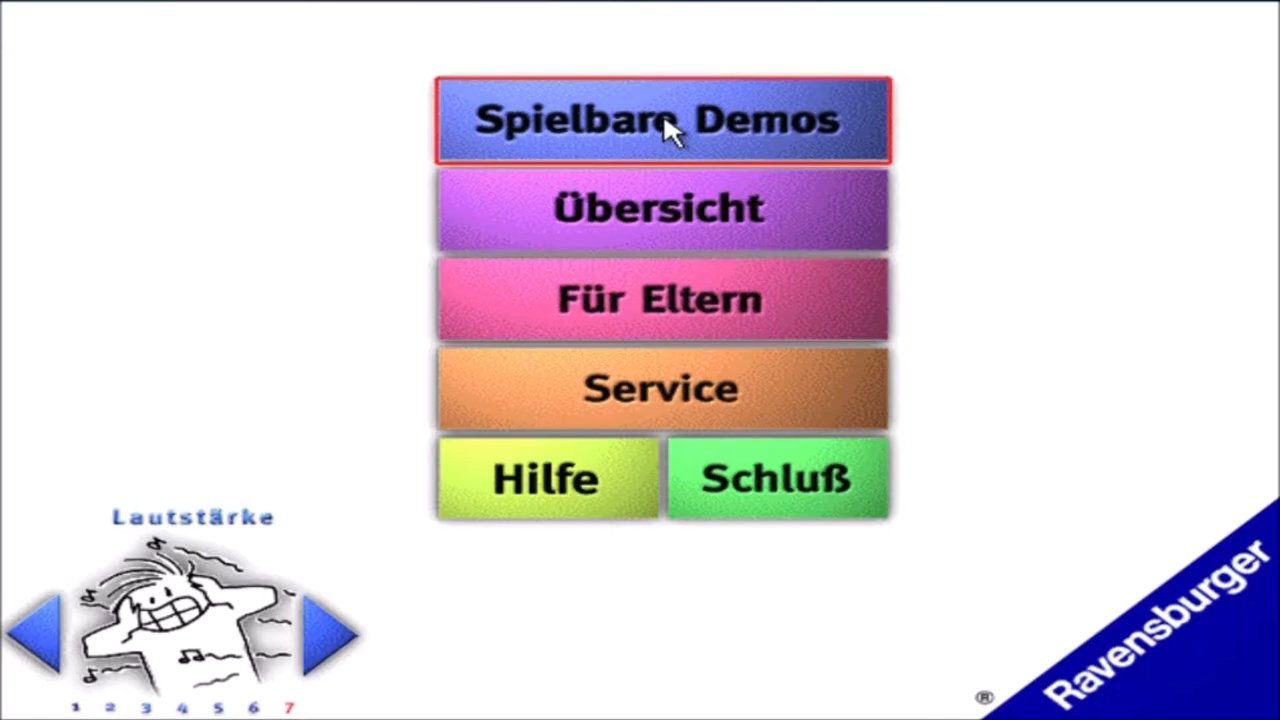 Spielbare Demos
Übersicht
Für Eltern
Service
Hilfe Schluß
Lautstärke
1 2 3 4 5 6 7
® Ravensburger